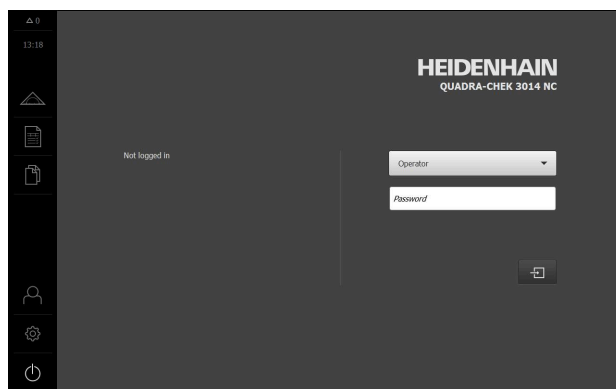 △ 0
13:18
HEIDENHAIN
QUADRA-CHEK 3014 NC
Not logged in
Operator
Password